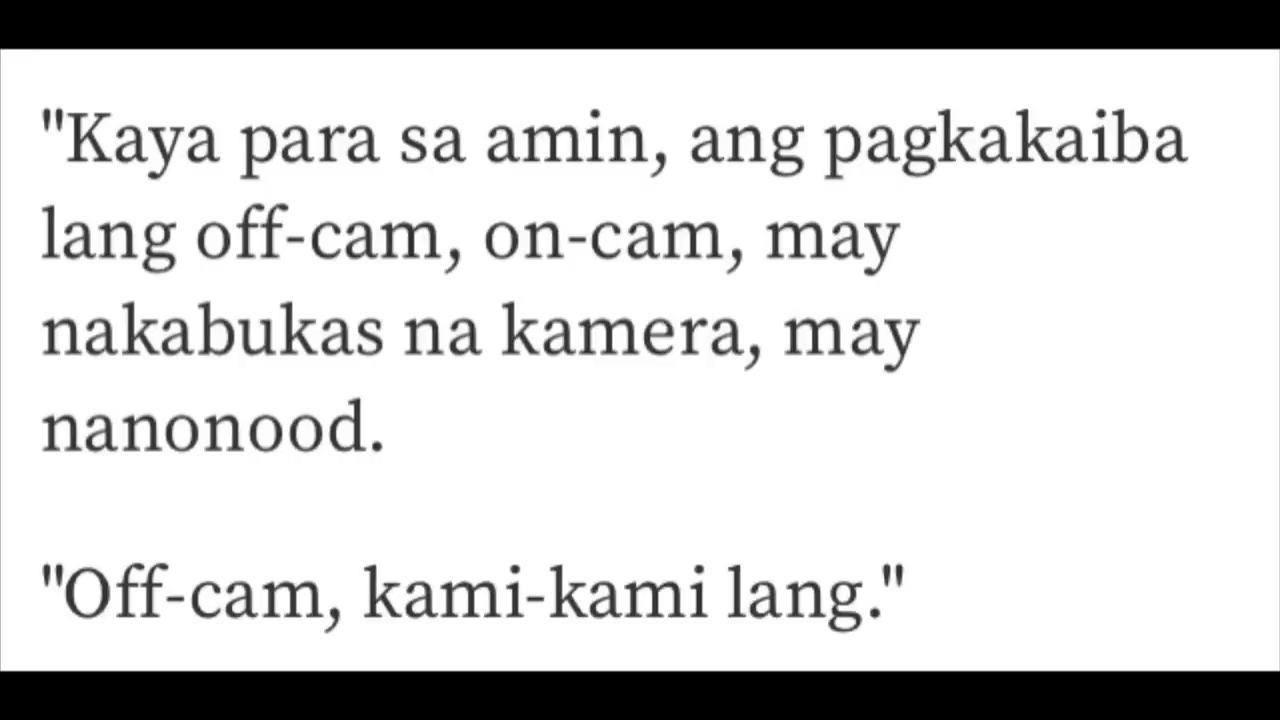 "Kaya para sa amin, ang pagkakaiba
lang off-cam, on-cam, may
nakabukas na kamera, may
nanonood.
"Off-cam, kami-kami lang."